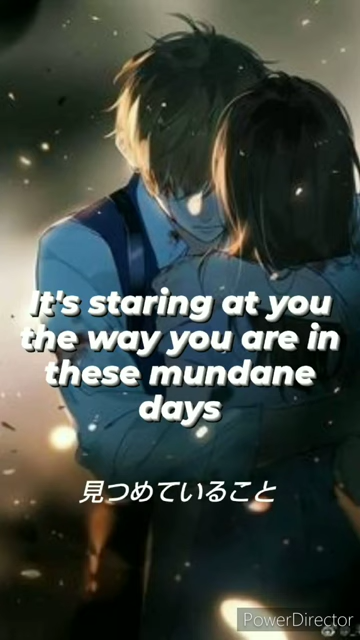 It's staring at you
the way you are in
these mundane
days
見つめていること
PowerDirector